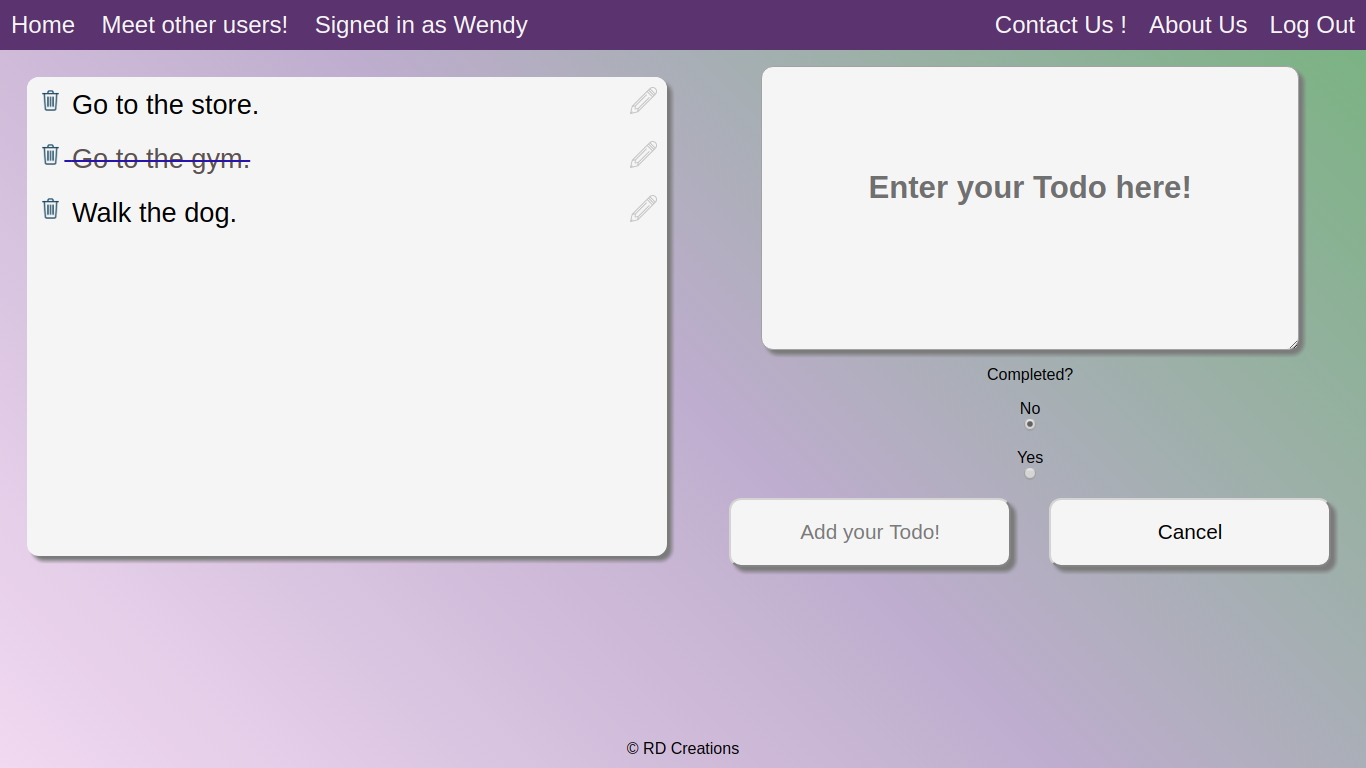 Home Meet other users! Signed in as Wendy Contact Us ! About Us Log Out
Go to the store.
Go to the gym.
Walk the dog.
Enter your Todo here!
Completed?
No
Yes
Add your Todo! Cancel
© RD Creations